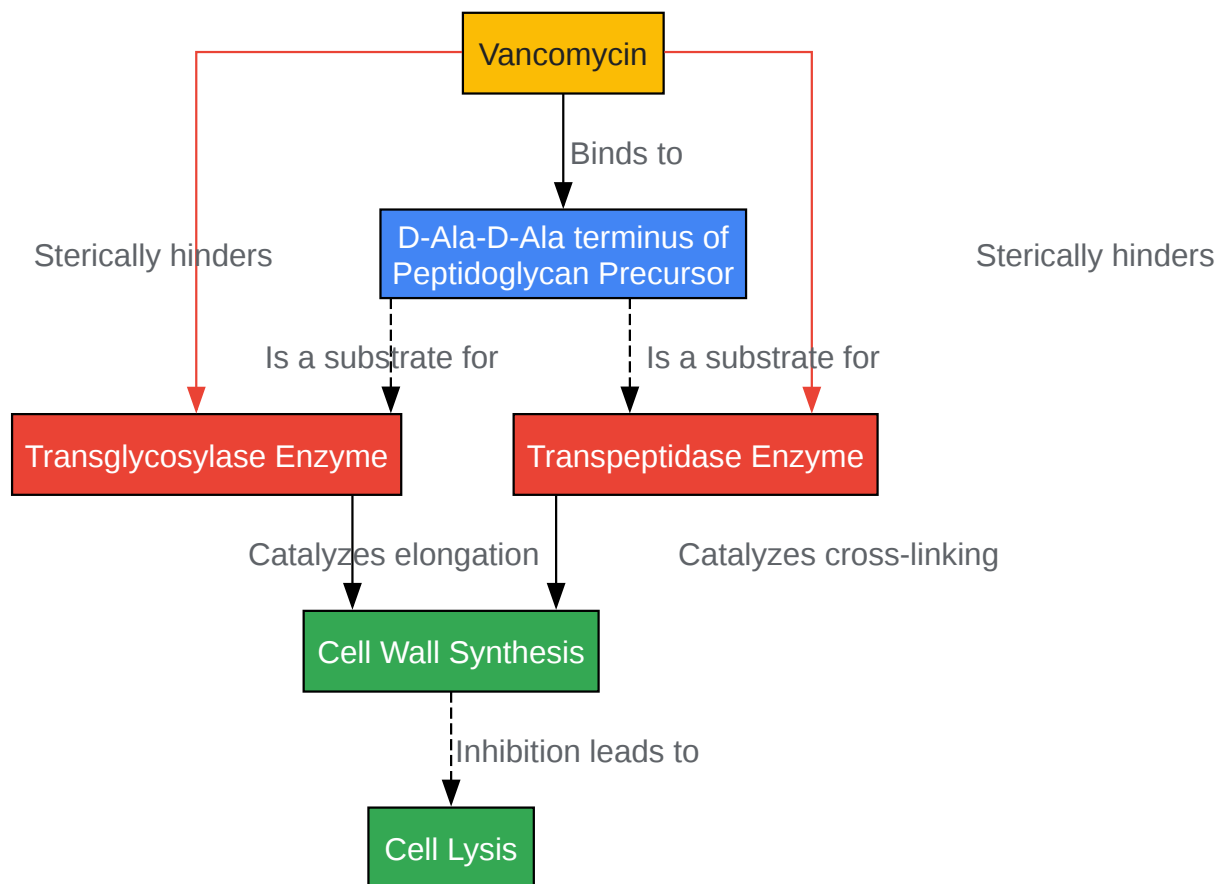 Vancomycin
Binds to
D-Ala-D-Ala terminus of
Peptidoglycan Precursor
Sterically hinders
Sterically hinders
Is a substrate for
Is a substrate for
Transglycosylase Enzyme
Transpeptidase Enzyme
Catalyzes elongation
Catalyzes cross-linking
Cell Wall Synthesis
Inhibition leads to
Cell Lysis